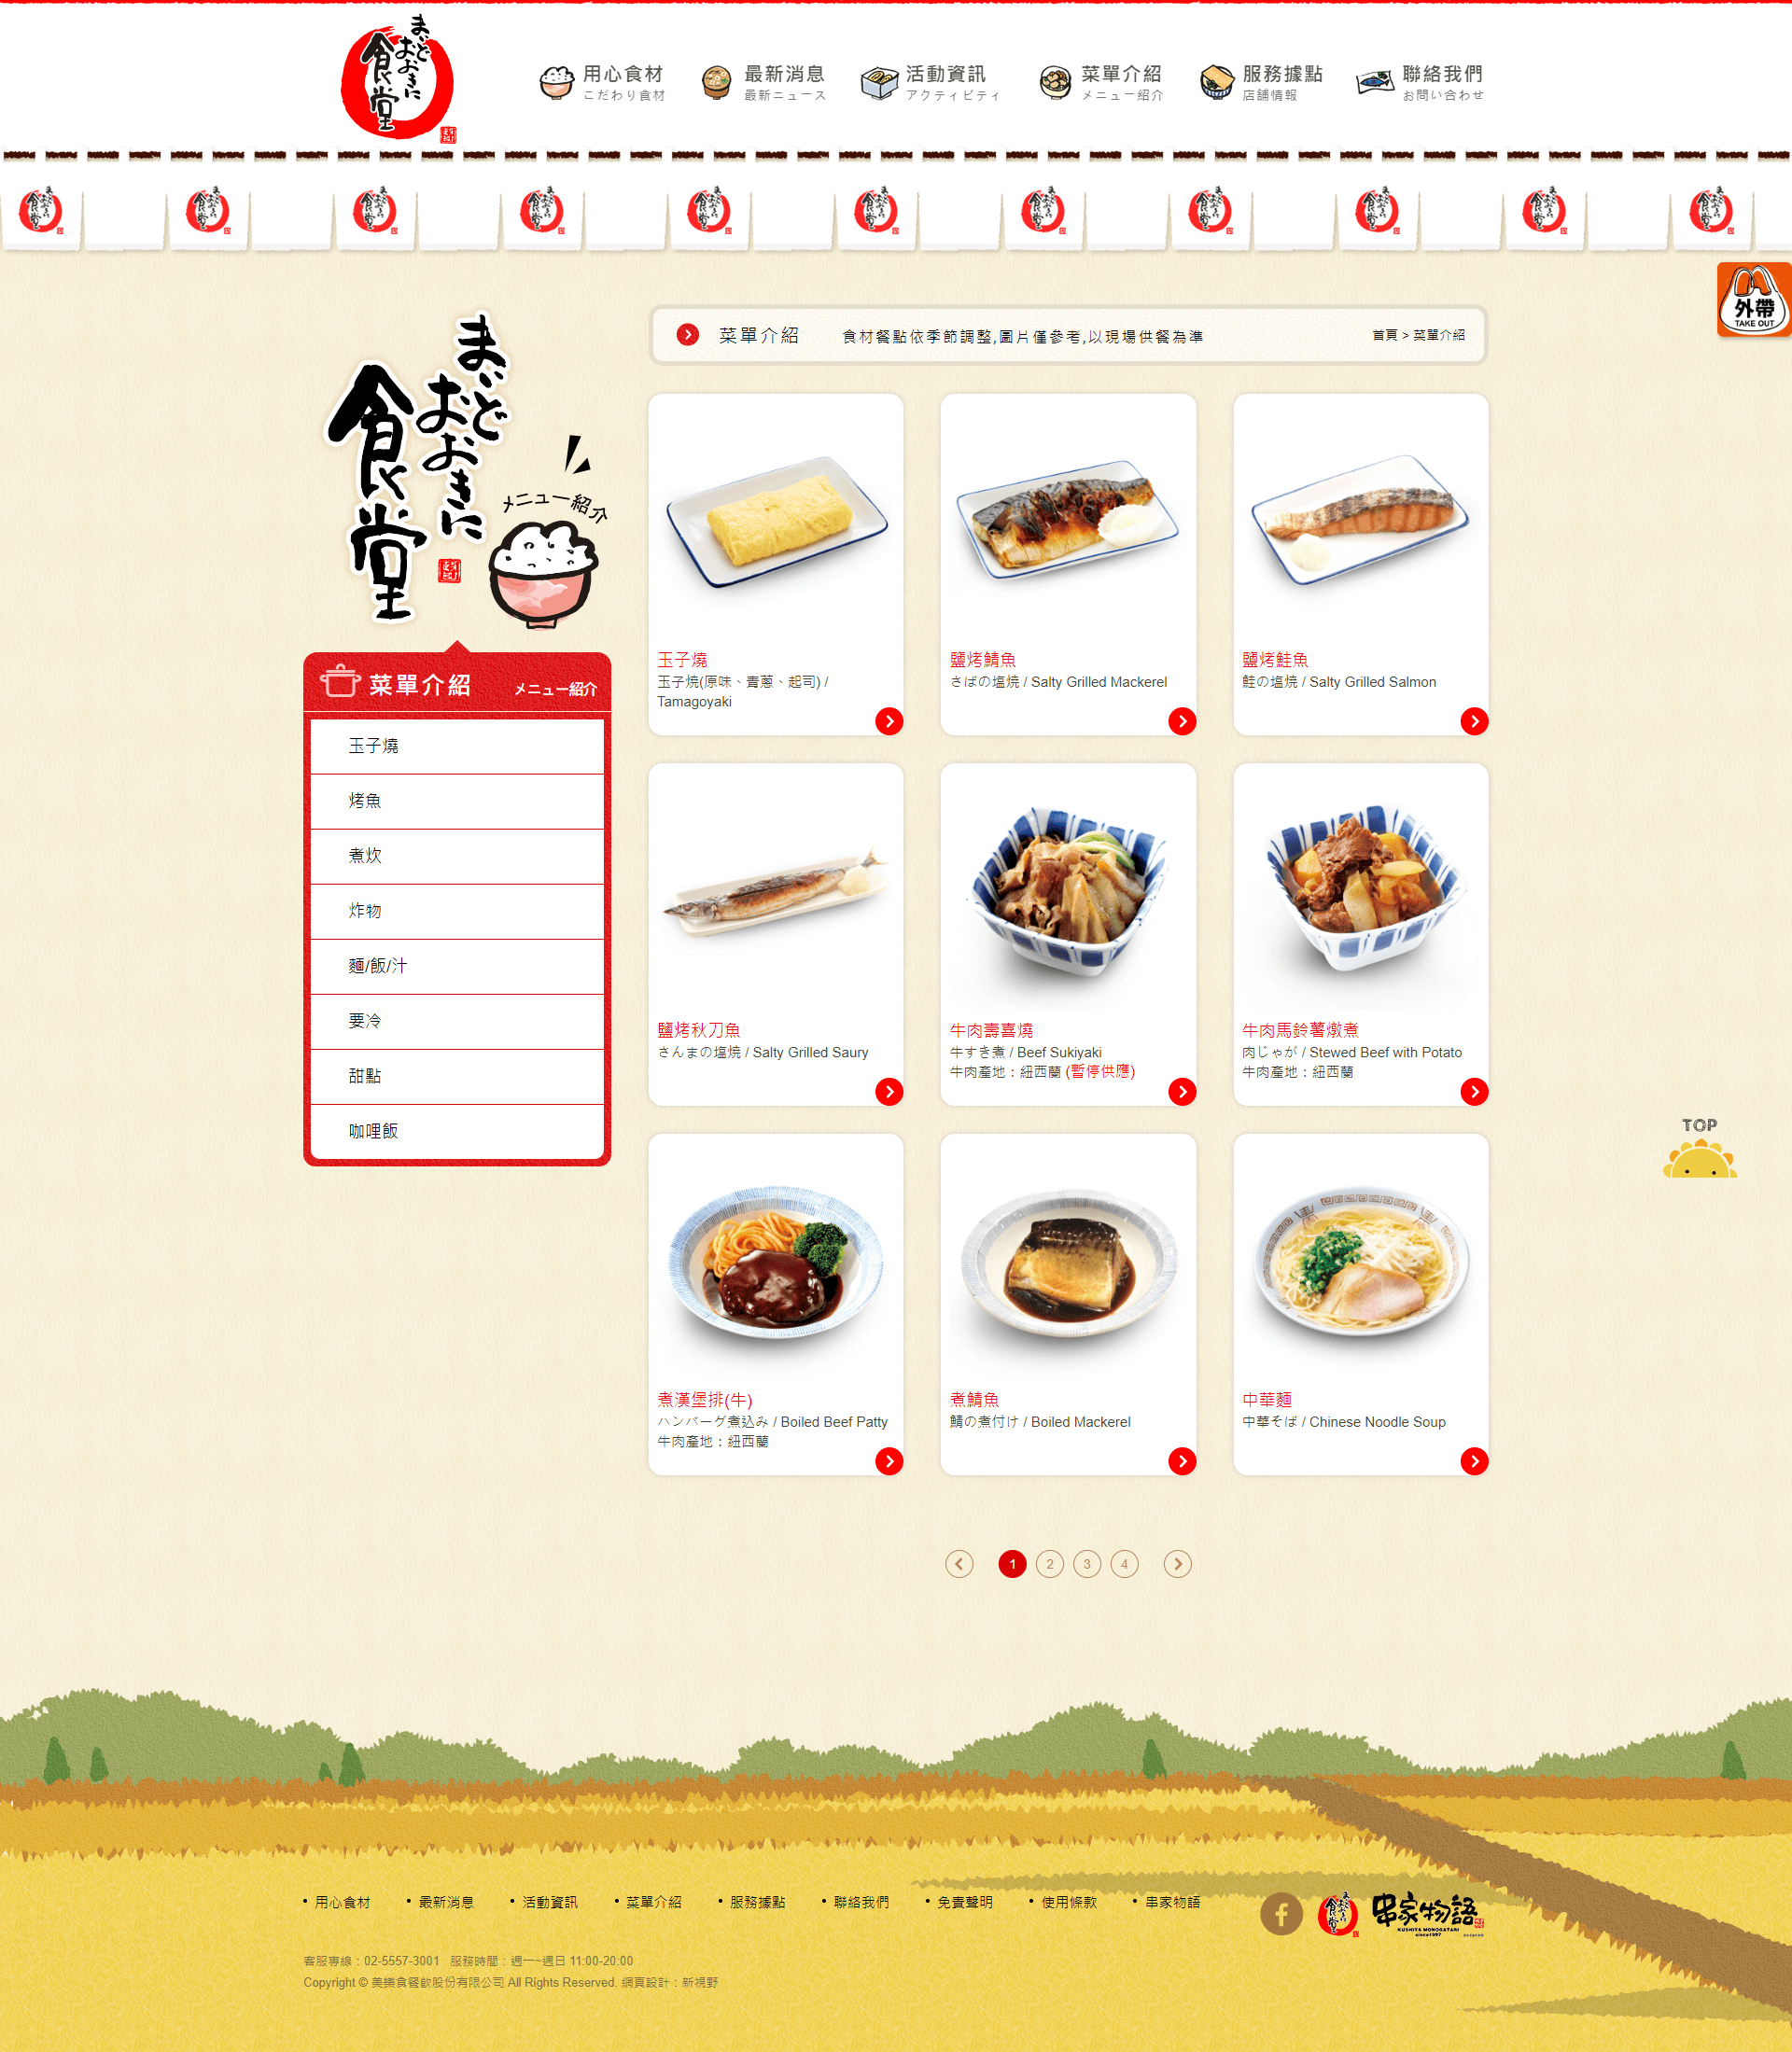 まいど
おおきに
食堂
用心食材
こだわり食材
最新消息
最新ニュース
活動資訊
アクティビティ
菜單介紹
メニュー紹介
服務據點
店舗情報
聯絡我們
お問い合わせ
外帶
TAKE OUT
まいど
おおきに
食堂
メニュー紹介
菜單介紹 メニュー紹介
玉子燒
烤魚
煮炊
炸物
麵/飯/汁
要冷
甜點
咖哩飯
菜單介紹 食材餐點依季節調整,圖片僅參考,以現場供餐為準 首頁 > 菜單介紹
玉子燒
玉子焼(原味、青蔥、起司) /
Tamagoyaki
鹽烤鯖魚
さばの塩焼 / Salty Grilled Mackerel
鹽烤鮭魚
鮭の塩焼 / Salty Grilled Salmon
鹽烤秋刀魚
さんまの塩焼 / Salty Grilled Saury
牛肉壽喜燒
牛すき煮 / Beef Sukiyaki
牛肉產地：紐西蘭 (暫停供應)
牛肉馬鈴薯燉煮
肉じゃが / Stewed Beef with Potato
牛肉產地：紐西蘭
煮漢堡排(牛)
ハンバーグ煮込み / Boiled Beef Patty
牛肉產地：紐西蘭
煮鯖魚
鯖の煮付け / Boiled Mackerel
中華麵
中華そば / Chinese Noodle Soup
1 2 3 4
TOP
用心食材 最新消息 活動資訊 菜單介紹 服務據點 聯絡我們 免責聲明 使用條款 串家物語
まいど
おおきに
食堂
串家物語
KUSHIYA MONOGATARI
since1997
客服專線：02-5557-3001 服務時間：週一~週日 11:00-20:00
Copyright © 美樂食餐飲股份有限公司 All Rights Reserved. 網頁設計：新視野